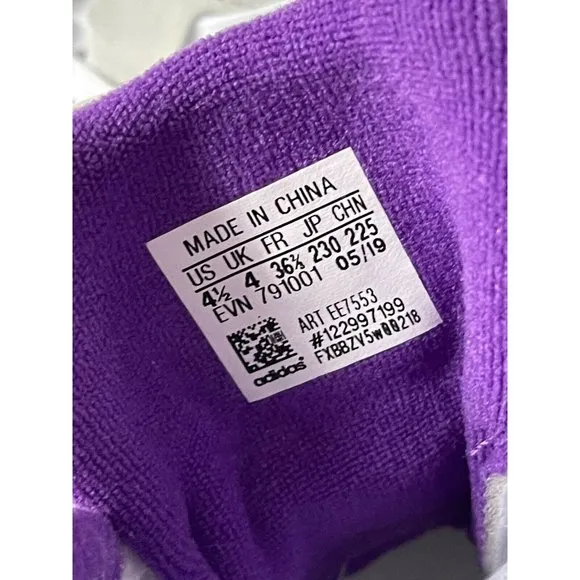 MADE IN CHINA
US UK FR JP CHN
4½ 4 36⅔ 230 225
EVN 791001 05/19
ART EE7553
#122997199
FXBBZV5W00218
adidas